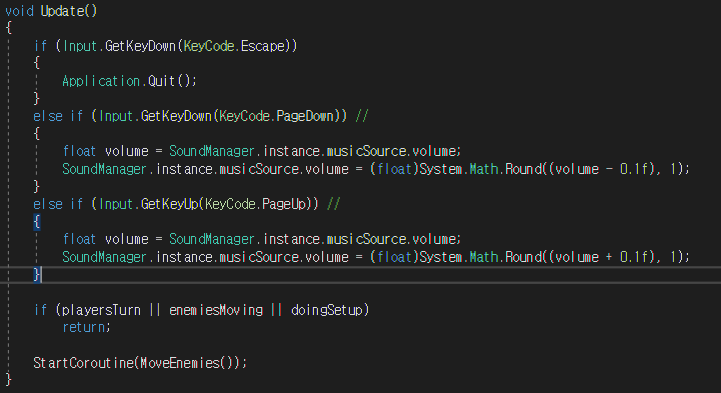 void Update()
{
if (Input.GetKeyDown(KeyCode.Escape))
{
Application.Quit();
}
else if (Input.GetKeyDown(KeyCode.PageDown)) //
{
float volume = SoundManager.instance.musicSource.volume;
SoundManager.instance.musicSource.volume = (float)System.Math.Round((volume - 0.1f), 1);
}
else if (Input.GetKeyUp(KeyCode.PageUp)) //
{
float volume = SoundManager.instance.musicSource.volume;
SoundManager.instance.musicSource.volume = (float)System.Math.Round((volume + 0.1f), 1);
}
if (playersTurn || enemiesMoving || doingSetup)
return;
StartCoroutine(MoveEnemies());
}